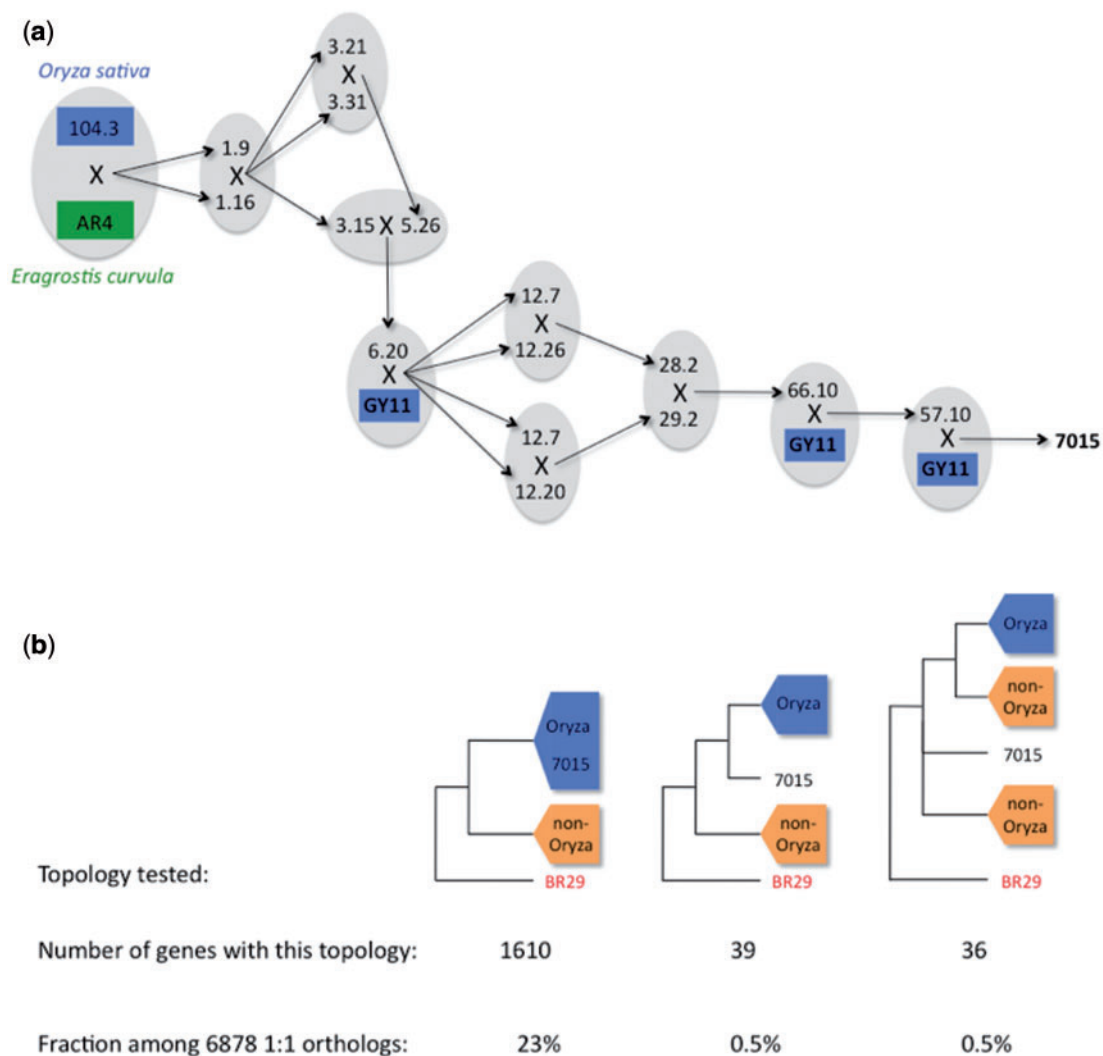 (a)
Oryza sativa
104.3
X
AR4
Eragrostis curvula
1.9
X
1.16
3.21
X
3.31
3.15 X 5.26
6.20
X
GY11
12.7
X
12.26
12.7
X
12.20
28.2
X
29.2
66.10
X
GY11
57.10
X
GY11
7015
(b)
Oryza
7015
non-
Oryza
BR29
Oryza
7015
non-
Oryza
BR29
Oryza
non-
Oryza
7015
non-
Oryza
BR29
Topology tested:
Number of genes with this topology: 1610 39 36
Fraction among 6878 1:1 orthologs: 23% 0.5% 0.5%